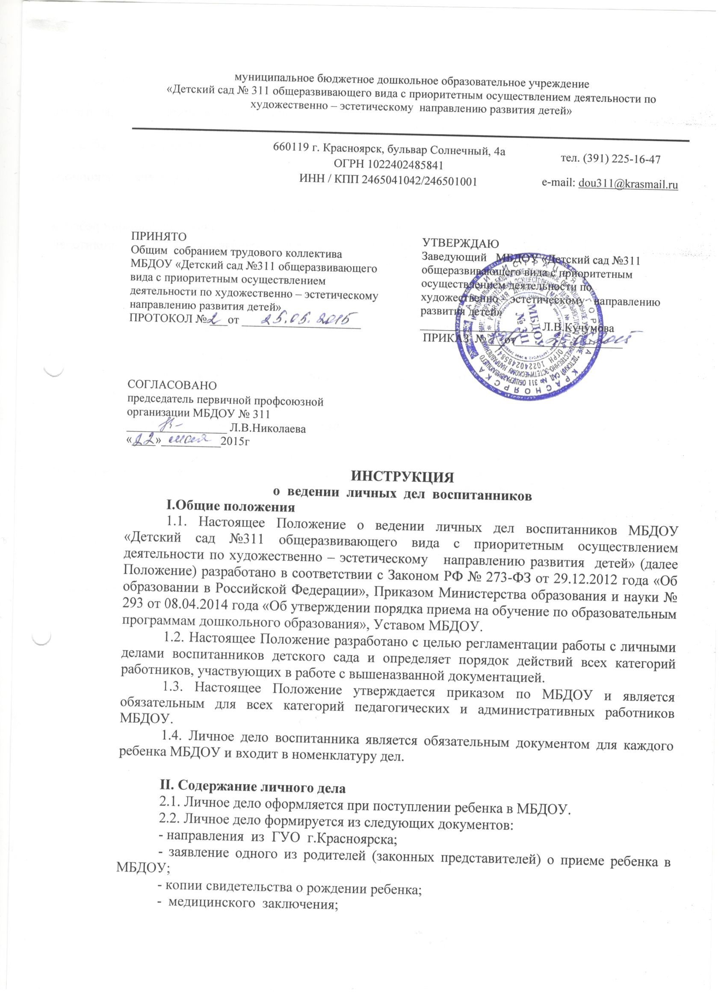 муниципальное бюджетное дошкольное образовательное учреждение
«Детский сад № 311 общеразвивающего вида с приоритетным осуществлением деятельности по
художественно – эстетическому направлению развития детей»
660119 г. Красноярск, бульвар Солнечный, 4а
ОГРН 1022402485841
ИНН / КПП 2465041042/246501001
тел. (391) 225-16-47
e-mail: dou311@krasmail.ru
ПРИНЯТО
Общим собранием трудового коллектива
МБДОУ «Детский сад №311 общеразвивающего
вида с приоритетным осуществлением
деятельности по художественно – эстетическому
направлению развития детей»
ПРОТОКОЛ № 2 от 25.05.2015
УТВЕРЖДАЮ
Заведующий МБДОУ «Детский сад №311
общеразвивающего вида с приоритетным
осуществлением деятельности по
художественно – эстетическому направлению
развития детей»
Л.В.Кучумова
ПРИКАЗ № от
МБДОУ
№ 311
СОГЛАСОВАНО
председатель первичной профсоюзной
организации МБДОУ № 311
Л.В.Николаева
«22» мая 2015г
ИНСТРУКЦИЯ
о ведении личных дел воспитанников
I.Общие положения
1.1. Настоящее Положение о ведении личных дел воспитанников МБДОУ
«Детский сад №311 общеразвивающего вида с приоритетным осуществлением
деятельности по художественно – эстетическому направлению развития детей» (далее
Положение) разработано в соответствии с Законом РФ № 273-ФЗ от 29.12.2012 года «Об
образовании в Российской Федерации», Приказом Министерства образования и науки №
293 от 08.04.2014 года «Об утверждении порядка приема на обучение по образовательным
программам дошкольного образования», Уставом МБДОУ.
1.2. Настоящее Положение разработано с целью регламентации работы с личными
делами воспитанников детского сада и определяет порядок действий всех категорий
работников, участвующих в работе с вышеназванной документацией.
1.3. Настоящее Положение утверждается приказом по МБДОУ и является
обязательным для всех категорий педагогических и административных работников
МБДОУ.
1.4. Личное дело воспитанника является обязательным документом для каждого
ребенка МБДОУ и входит в номенклатуру дел.
II. Содержание личного дела
2.1. Личное дело оформляется при поступлении ребенка в МБДОУ.
2.2. Личное дело формируется из следующих документов:
- направления из ГУО г.Красноярска;
- заявление одного из родителей (законных представителей) о приеме ребенка в
МБДОУ;
- копии свидетельства о рождении ребенка;
- медицинского заключения;